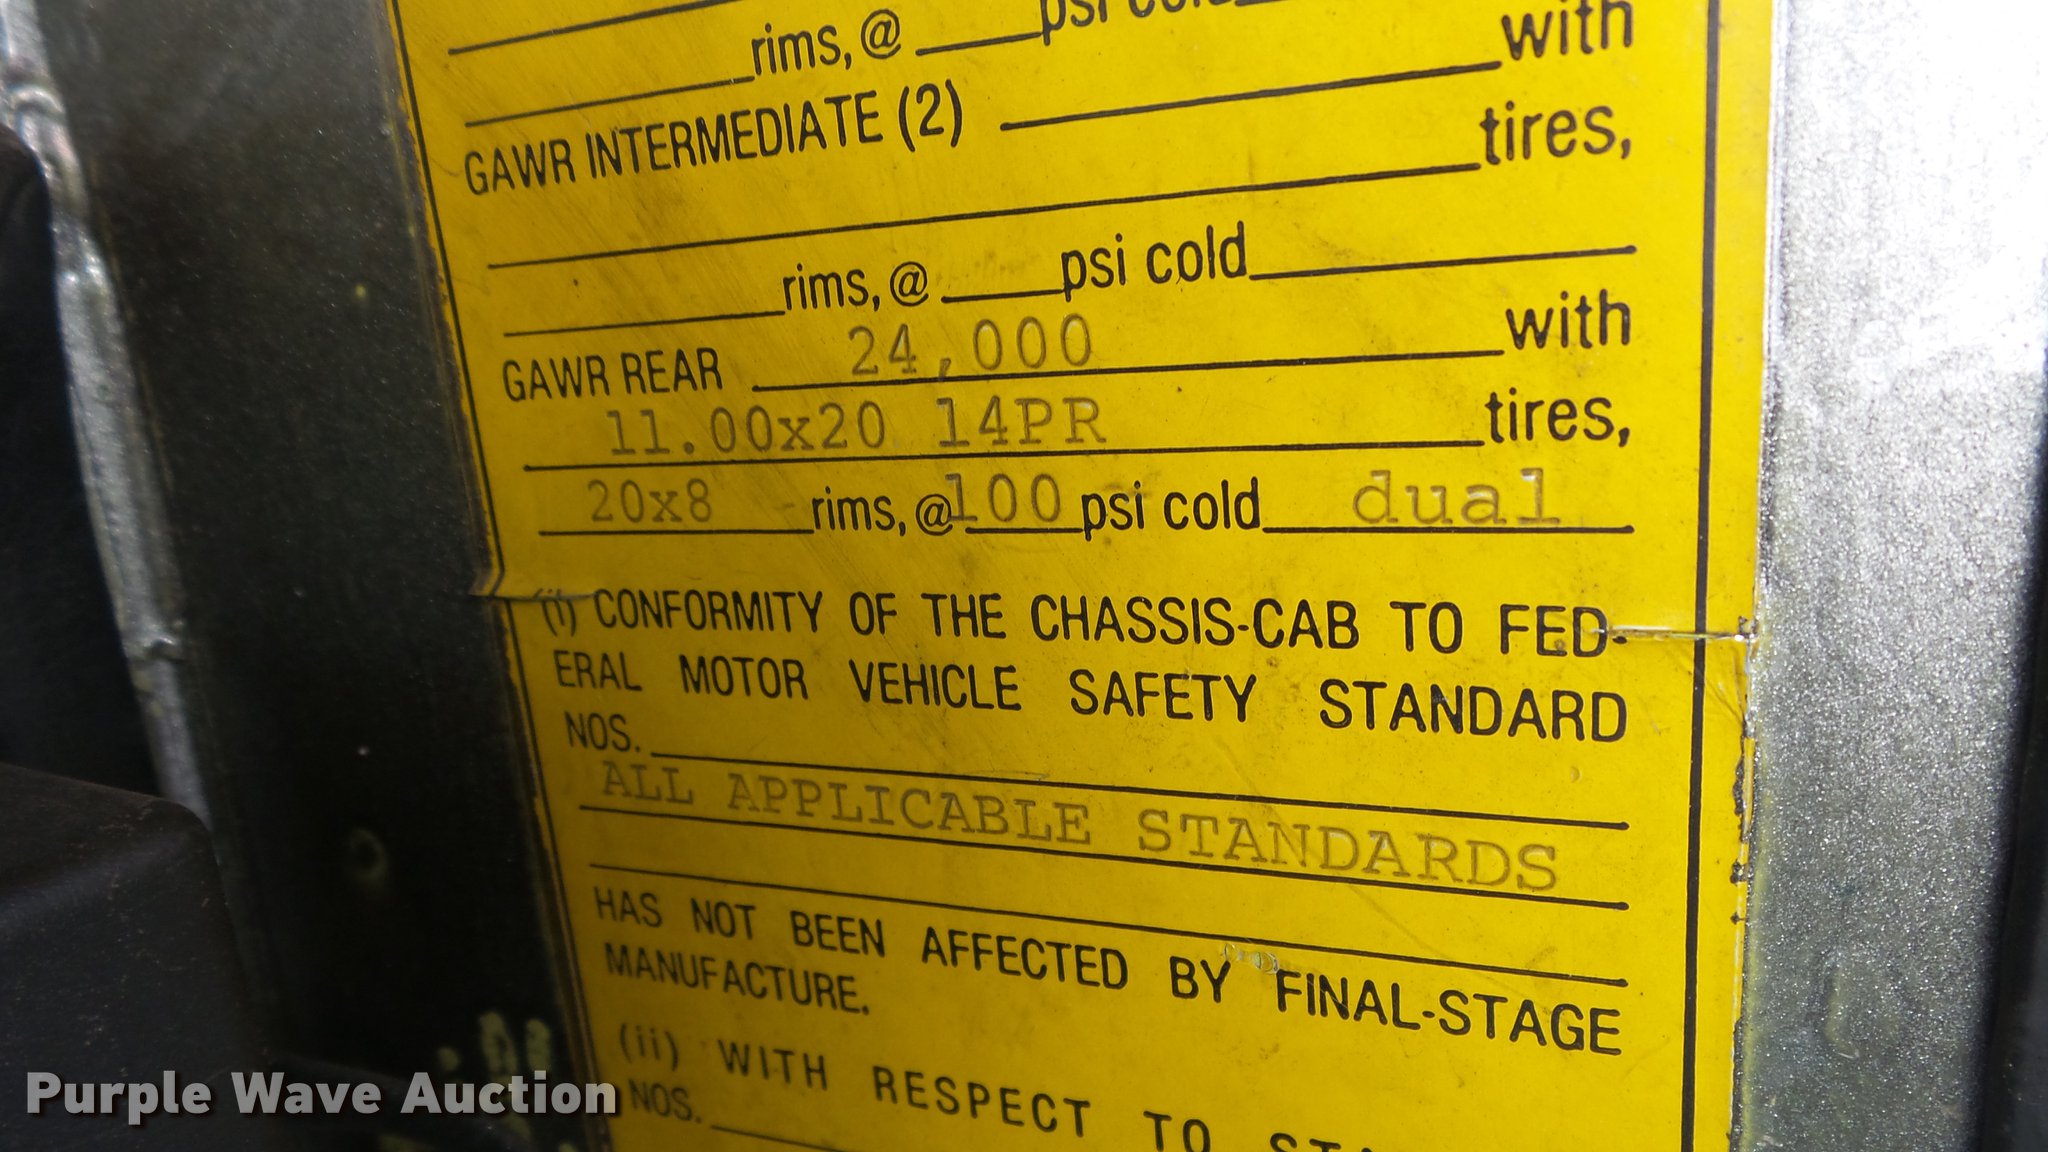 rims, @ psi cold
with
GAWR INTERMEDIATE (2)
tires,
rims, @ psi cold
GAWR REAR 24,000 with
11.00x20 14PR tires,
20x8 rims, @ 100 psi cold dual
(i) CONFORMITY OF THE CHASSIS-CAB TO FED-
ERAL MOTOR VEHICLE SAFETY STANDARD
NOS.
ALL APPLICABLE STANDARDS
HAS NOT BEEN AFFECTED BY FINAL-STAGE
MANUFACTURE.
(ii) WITH RESPECT TO
NOS.
Purple Wave Auction